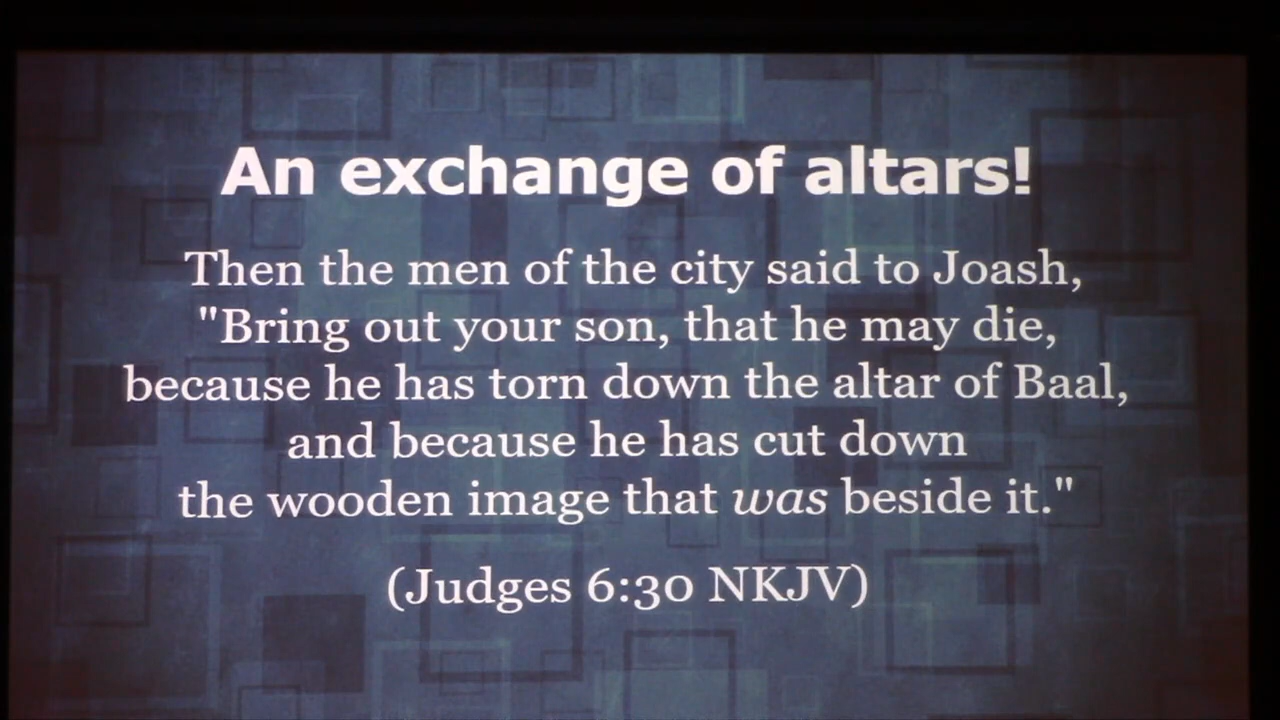 An exchange of altars!
Then the men of the city said to Joash,
"Bring out your son, that he may die,
because he has torn down the altar of Baal,
and because he has cut down
the wooden image that was beside it."
(Judges 6:30 NKJV)